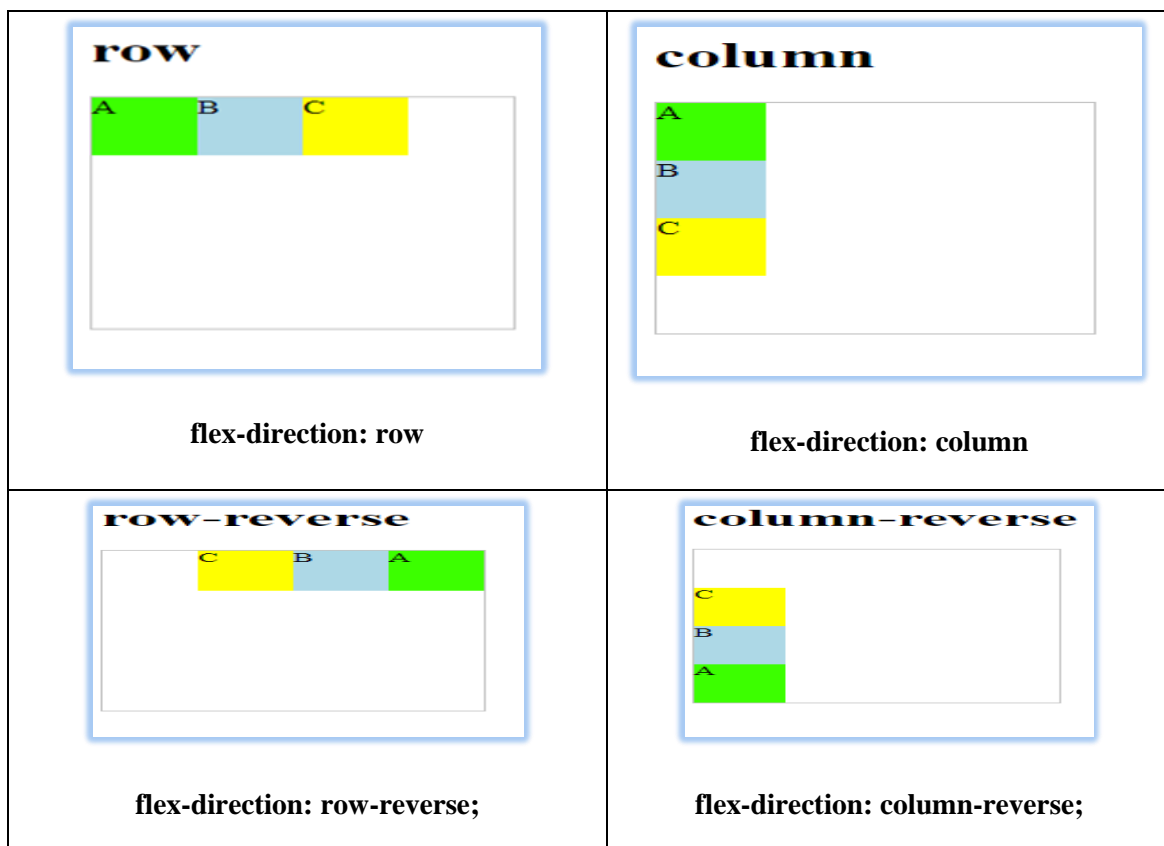 row
A B C
flex-direction: row
column
A
B
C
flex-direction: column
row-reverse
C B A
flex-direction: row-reverse;
column-reverse
C
B
A
flex-direction: column-reverse;